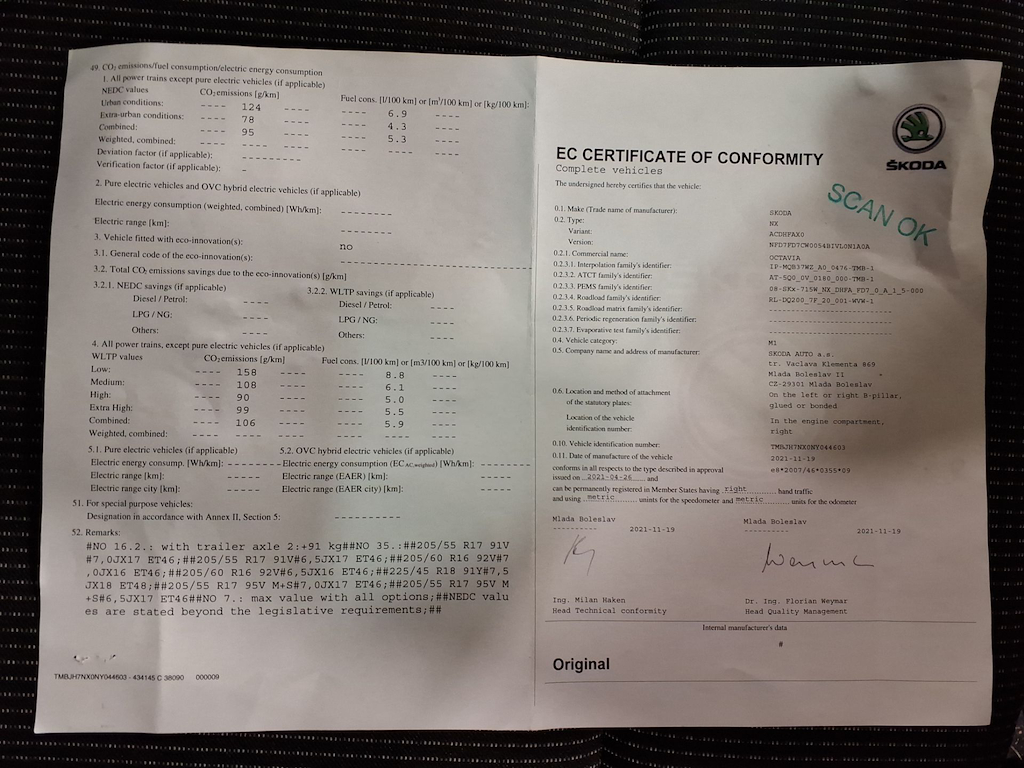 49. CO2 emissions/fuel consumption/electric energy consumption
1. All power trains except pure electric vehicles (if applicable)
NEDC values CO2 emissions [g/km] Fuel cons. [l/100 km] or [m³/100 km] or [kg/100 km]:
Urban conditions: ---- 124 ---- ---- 6.9 ----
Extra-urban conditions: ---- 78 ---- ---- 4.3 ----
Combined: ---- 95 ---- ---- 5.3 ----
Weighted, combined: ---- ---- ---- ---- ---- ----
Deviation factor (if applicable): ---------
Verification factor (if applicable): -
2. Pure electric vehicles and OVC hybrid electric vehicles (if applicable)
Electric energy consumption (weighted, combined) [Wh/km]: --------
Electric range [km]: --------
3. Vehicle fitted with eco-innovation(s): no
3.1. General code of the eco-innovation(s): --------------------------------
3.2. Total CO2 emissions savings due to the eco-innovation(s) [g/km]
3.2.1. NEDC savings (if applicable) 3.2.2. WLTP savings (if applicable)
Diesel / Petrol: ---- Diesel / Petrol: ----
LPG / NG: ---- LPG / NG: ----
Others: ---- Others: ----
4. All power trains, except pure electric vehicles (if applicable)
WLTP values CO2 emissions [g/km] Fuel cons. [l/100 km] or [m3/100 km] or [kg/100 km]
Low: ---- 158 ---- ---- 8.8 ----
Medium: ---- 108 ---- ---- 6.1 ----
High: ---- 90 ---- ---- 5.0 ----
Extra High: ---- 99 ---- ---- 5.5 ----
Combined: ---- 106 ---- ---- 5.9 ----
Weighted, combined: ---- ---- ---- ---- ---- ----
5.1. Pure electric vehicles (if applicable) 5.2. OVC hybrid electric vehicles (if applicable)
Electric energy consump. [Wh/km]: -------- Electric energy consumption (ECAC,weighted) [Wh/km]: --------
Electric range [km]: ----- Electric range (EAER) [km]: -----
Electric range city [km]: ----- Electric range (EAER city) [km]: -----
51. For special purpose vehicles:
Designation in accordance with Annex II, Section 5: ----------
52. Remarks:
#NO 16.2.: with trailer axle 2:+91 kg##NO 35.:##205/55 R17 91V
#7,0JX17 ET46;##205/55 R17 91V#6,5JX17 ET46;##205/60 R16 92V#7
,0JX16 ET46;##205/60 R16 92V#6,5JX16 ET46;##225/45 R18 91Y#7,5
JX18 ET48;##205/55 R17 95V M+S#7,0JX17 ET46;##205/55 R17 95V M
+S#6,5JX17 ET46##NO 7.: max value with all options;##NEDC valu
es are stated beyond the legislative requirements;##
TMBJH7NX0NY044603 - 434145 C 38090 000009
ŠKODA
EC CERTIFICATE OF CONFORMITY
Complete vehicles
The undersigned hereby certifies that the vehicle:
SCAN OK
0.1. Make (Trade name of manufacturer): SKODA
0.2. Type: NX
Variant: ACDHFAX0
Version: NFD7FD7CW0054BIVL0N1A0A
0.2.1. Commercial name: OCTAVIA
0.2.3.1. Interpolation family's identifier: IP-MQB37WZ_A0_0476-TMB-1
0.2.3.2. ATCT family's identifier: AT-5Q0_0V_0180_000-TMB-1
0.2.3.3. PEMS family's identifier: 08-SKx-715W_NX_DHFA_FD7_0_A_1_5-000
0.2.3.4. Roadload family's identifier: RL-DQ200_7F_20_001-WVW-1
0.2.3.5. Roadload matrix family's identifier: ------------------------
0.2.3.6. Periodic regeneration family's identifier: ------------------------
0.2.3.7. Evaporative test family's identifier: ------------------------
0.4. Vehicle category: M1
0.5. Company name and address of manufacturer: SKODA AUTO a.s.
tr. Vaclava Klementa 869
Mlada Boleslav II
CZ-29301 Mlada Boleslav
0.6. Location and method of attachment On the left or right B-pillar,
of the statutory plates: glued or bonded
Location of the vehicle In the engine compartment,
identification number: right
0.10. Vehicle identification number: TMBJH7NX0NY044603
0.11. Date of manufacture of the vehicle 2021-11-19
conforms in all respects to the type described in approval e8*2007/46*0355*09
issued on 2021-04-26 and
can be permanently registered in Member States having right hand traffic
and using metric unints for the speedometer and metric units for the odometer
Mlada Boleslav Mlada Boleslav
---------- 2021-11-19 ---------- 2021-11-19
Ing. Milan Haken Dr. Ing. Florian Weymar
Head Technical conformity Head Quality Management
Internal manufacturer's data
#
Original